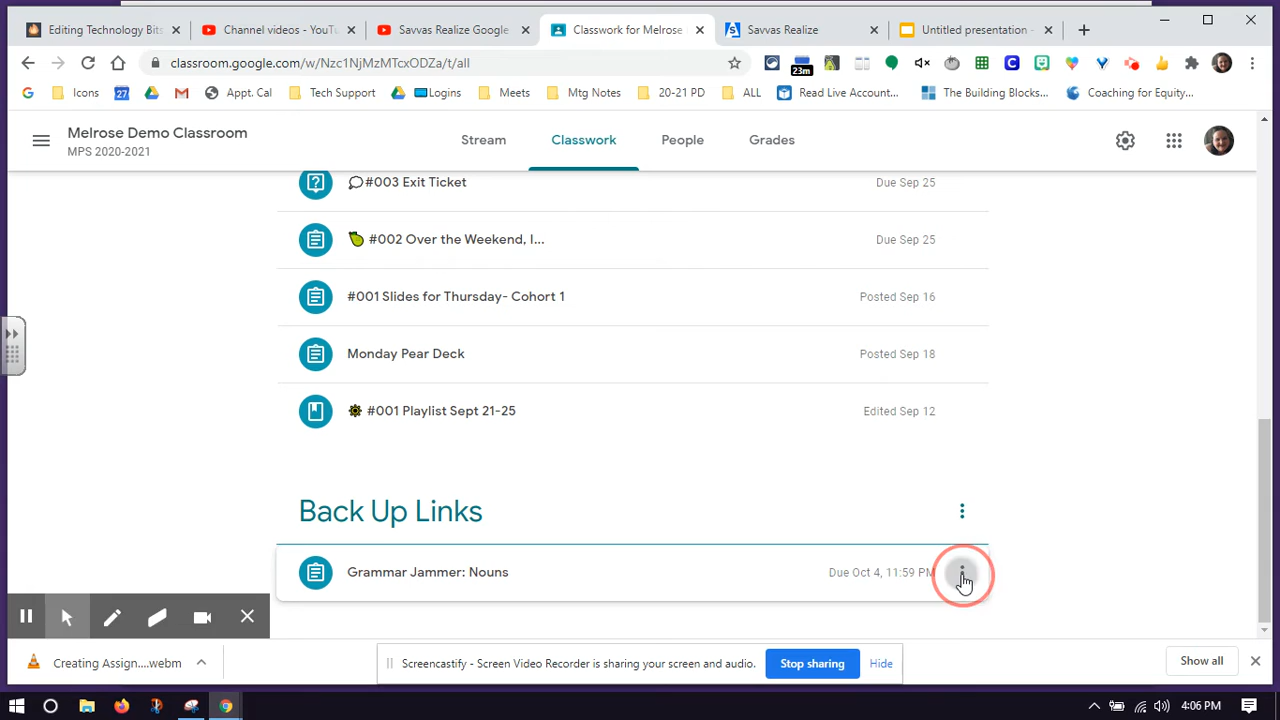 Editing Technology Bits
Channel videos - YouTu
Savvas Realize Google
Classwork for Melrose
Savvas Realize
Untitled presentation -
classroom.google.com/w/Nzc1NjMzMTcxODZa/t/all
23m
Icons
27
Appt. Cal
Tech Support
Logins
Meets
Mtg Notes
20-21 PD
ALL
Read Live Account...
The Building Blocks...
Coaching for Equity...
Melrose Demo Classroom
MPS 2020-2021
Stream
Classwork
People
Grades
#003 Exit Ticket
Due Sep 25
#002 Over the Weekend, I...
Due Sep 25
#001 Slides for Thursday- Cohort 1
Posted Sep 16
Monday Pear Deck
Posted Sep 18
#001 Playlist Sept 21-25
Edited Sep 12
Back Up Links
Grammar Jammer: Nouns
Due Oct 4, 11:59 PM
Creating Assign....webm
Screencastify - Screen Video Recorder is sharing your screen and audio.
Stop sharing
Hide
Show all
4:06 PM